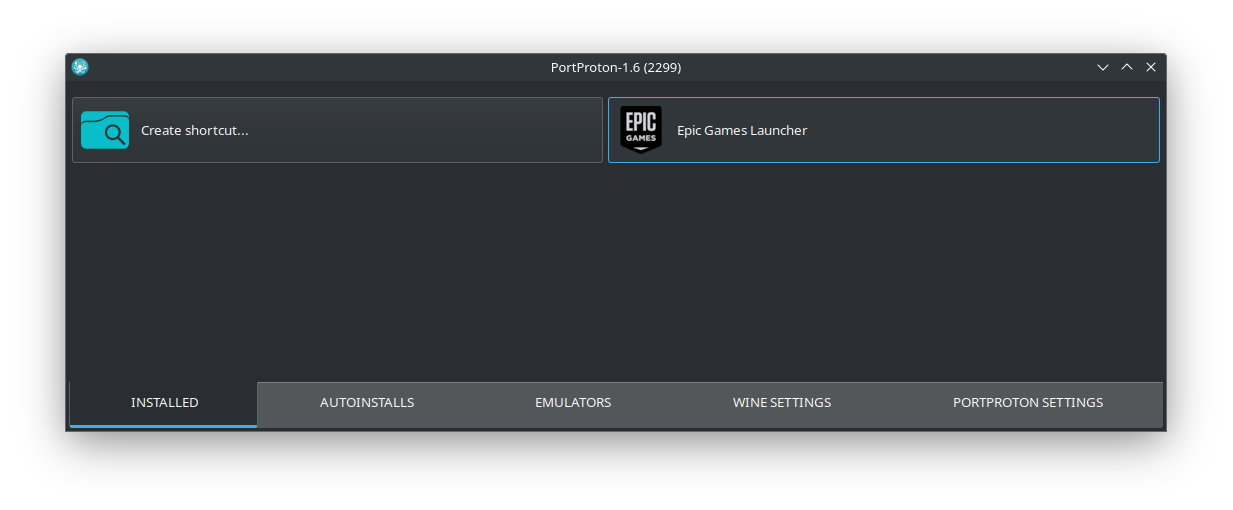 PortProton-1.6 (2299)
Create shortcut...
EPIC
GAMES
Epic Games Launcher
INSTALLED
AUTOINSTALLS
EMULATORS
WINE SETTINGS
PORTPROTON SETTINGS